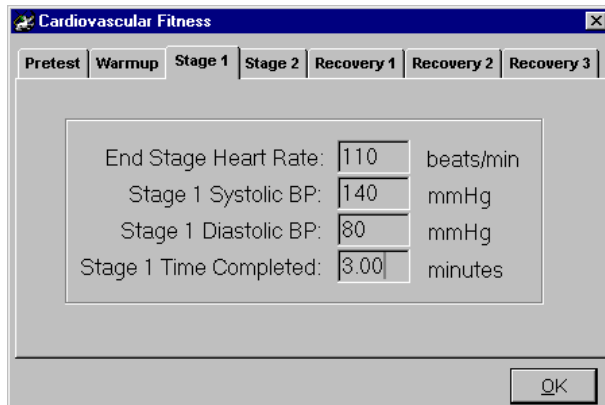 Cardiovascular Fitness
Pretest Warmup Stage 1 Stage 2 Recovery 1 Recovery 2 Recovery 3
End Stage Heart Rate: 110 beats/min
Stage 1 Systolic BP: 140 mmHg
Stage 1 Diastolic BP: 80 mmHg
Stage 1 Time Completed: 3.00 minutes
OK